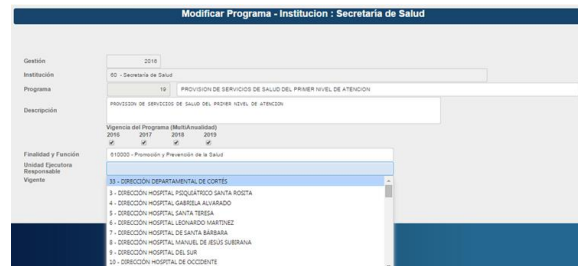 Modificar Programa - Institucion : Secretaría de Salud
Gestión 2016
Institución 60 - Secretaría de Salud
Programa 19 PROVISION DE SERVICIOS DE SALUD DEL PRIMER NIVEL DE ATENCION
Descripción PROVISION DE SERVICIOS DE SALUD DEL PRIMER NIVEL DE ATENCION
Vigencia del Programa (MultiAnualidad)
2016 2017 2018 2019
Finalidad y Función 610000 - Promoción y Prevención de la Salud
Unidad Ejecutora
Responsable
Vigente
33 - DIRECCIÓN DEPARTAMENTAL DE CORTÉS
3 - DIRECCIÓN HOSPITAL PSIQUIÁTRICO SANTA ROSITA
4 - DIRECCIÓN HOSPITAL GABRIELA ALVARADO
5 - DIRECCIÓN HOSPITAL SANTA TERESA
6 - DIRECCIÓN HOSPITAL LEONARDO MARTÍNEZ
7 - DIRECCIÓN HOSPITAL DE SANTA BÁRBARA
8 - DIRECCIÓN HOSPITAL MANUEL DE JESÚS SUBIRANA
9 - DIRECCIÓN HOSPITAL DEL SUR
10 - DIRECCIÓN HOSPITAL DE OCCIDENTE